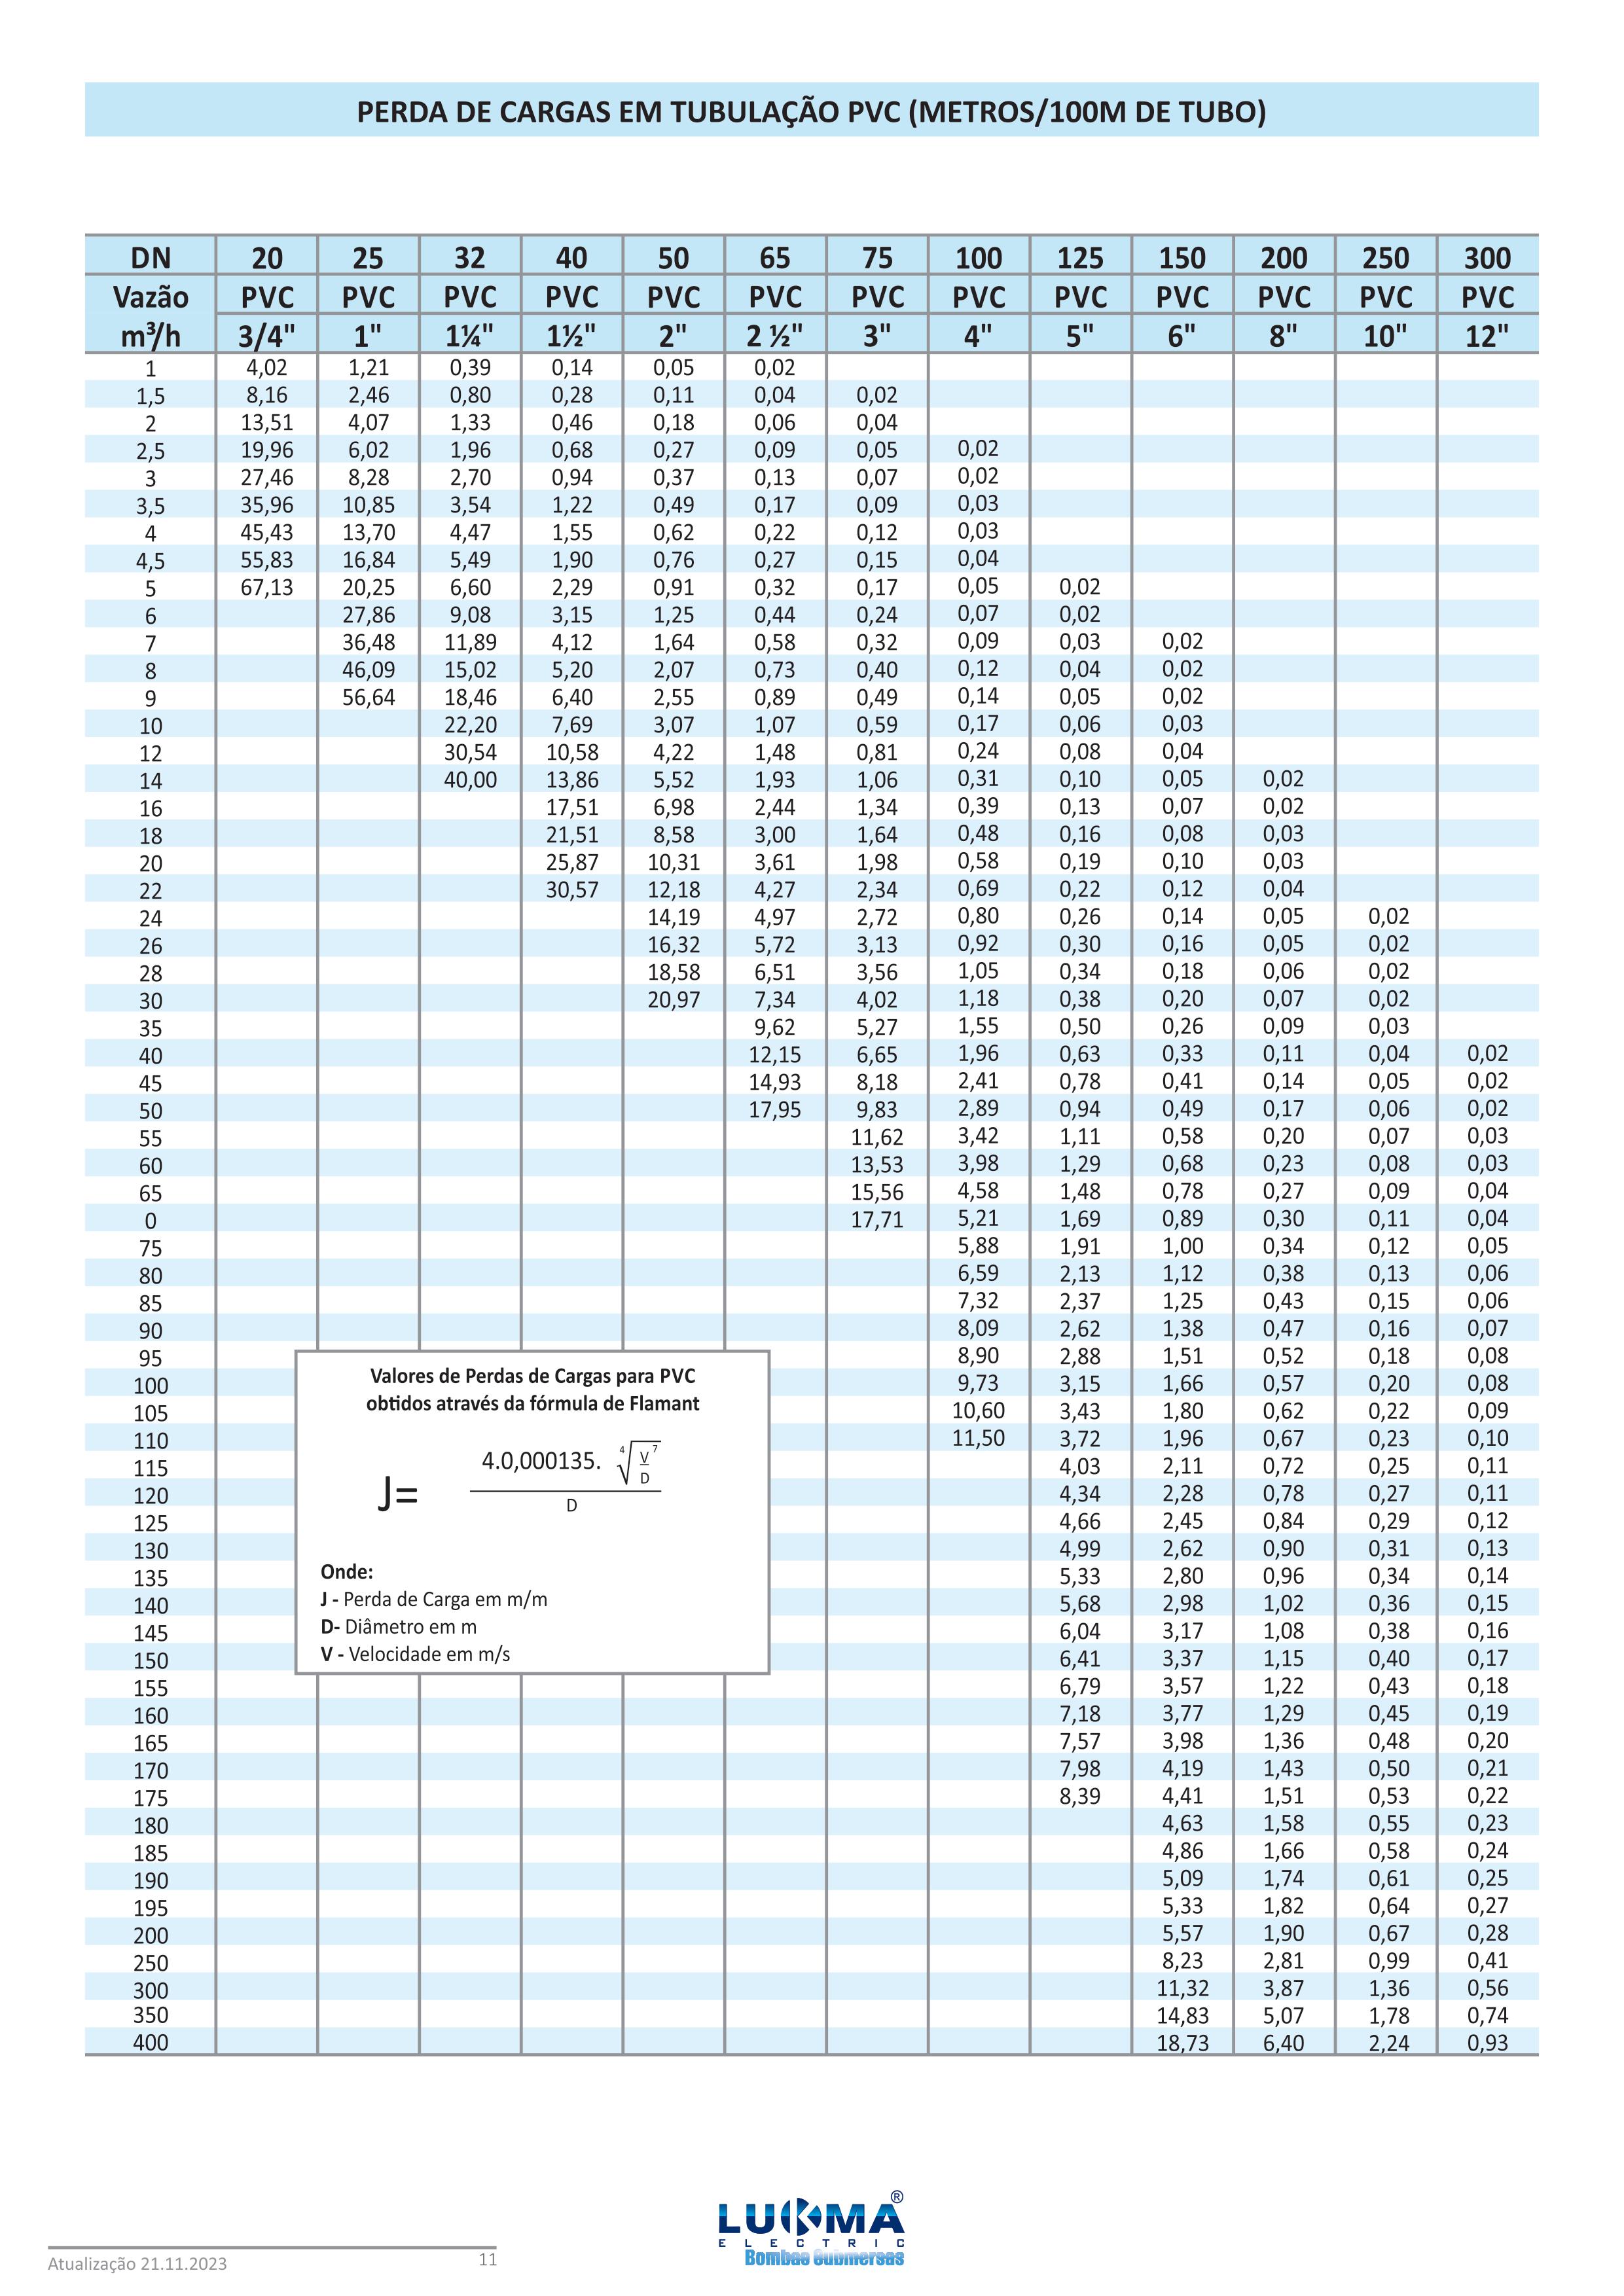 PERDA DE CARGAS EM TUBULAÇÃO PVC (METROS/100M DE TUBO)
DN 20 25 32 40 50 65 75 100 125 150 200 250 300
Vazão PVC PVC PVC PVC PVC PVC PVC PVC PVC PVC PVC PVC PVC
m³/h 3/4" 1" 1¼" 1½" 2" 2 ½" 3" 4" 5" 6" 8" 10" 12"
1 4,02 1,21 0,39 0,14 0,05 0,02
1,5 8,16 2,46 0,80 0,28 0,11 0,04 0,02
2 13,51 4,07 1,33 0,46 0,18 0,06 0,04
2,5 19,96 6,02 1,96 0,68 0,27 0,09 0,05 0,02
3 27,46 8,28 2,70 0,94 0,37 0,13 0,07 0,02
3,5 35,96 10,85 3,54 1,22 0,49 0,17 0,09 0,03
4 45,43 13,70 4,47 1,55 0,62 0,22 0,12 0,03
4,5 55,83 16,84 5,49 1,90 0,76 0,27 0,15 0,04
5 67,13 20,25 6,60 2,29 0,91 0,32 0,17 0,05 0,02
6 27,86 9,08 3,15 1,25 0,44 0,24 0,07 0,02
7 36,48 11,89 4,12 1,64 0,58 0,32 0,09 0,03 0,02
8 46,09 15,02 5,20 2,07 0,73 0,40 0,12 0,04 0,02
9 56,64 18,46 6,40 2,55 0,89 0,49 0,14 0,05 0,02
10 22,20 7,69 3,07 1,07 0,59 0,17 0,06 0,03
12 30,54 10,58 4,22 1,48 0,81 0,24 0,08 0,04
14 40,00 13,86 5,52 1,93 1,06 0,31 0,10 0,05 0,02
16 17,51 6,98 2,44 1,34 0,39 0,13 0,07 0,02
18 21,51 8,58 3,00 1,64 0,48 0,16 0,08 0,03
20 25,87 10,31 3,61 1,98 0,58 0,19 0,10 0,03
22 30,57 12,18 4,27 2,34 0,69 0,22 0,12 0,04
24 14,19 4,97 2,72 0,80 0,26 0,14 0,05 0,02
26 16,32 5,72 3,13 0,92 0,30 0,16 0,05 0,02
28 18,58 6,51 3,56 1,05 0,34 0,18 0,06 0,02
30 20,97 7,34 4,02 1,18 0,38 0,20 0,07 0,02
35 9,62 5,27 1,55 0,50 0,26 0,09 0,03
40 12,15 6,65 1,96 0,63 0,33 0,11 0,04 0,02
45 14,93 8,18 2,41 0,78 0,41 0,14 0,05 0,02
50 17,95 9,83 2,89 0,94 0,49 0,17 0,06 0,02
55 11,62 3,42 1,11 0,58 0,20 0,07 0,03
60 13,53 3,98 1,29 0,68 0,23 0,08 0,03
65 15,56 4,58 1,48 0,78 0,27 0,09 0,04
0 17,71 5,21 1,69 0,89 0,30 0,11 0,04
75 5,88 1,91 1,00 0,34 0,12 0,05
80 6,59 2,13 1,12 0,38 0,13 0,06
85 7,32 2,37 1,25 0,43 0,15 0,06
90 8,09 2,62 1,38 0,47 0,16 0,07
95 8,90 2,88 1,51 0,52 0,18 0,08
100 9,73 3,15 1,66 0,57 0,20 0,08
105 10,60 3,43 1,80 0,62 0,22 0,09
110 11,50 3,72 1,96 0,67 0,23 0,10
115 4,03 2,11 0,72 0,25 0,11
120 4,34 2,28 0,78 0,27 0,11
125 4,66 2,45 0,84 0,29 0,12
130 4,99 2,62 0,90 0,31 0,13
135 5,33 2,80 0,96 0,34 0,14
140 5,68 2,98 1,02 0,36 0,15
145 6,04 3,17 1,08 0,38 0,16
150 6,41 3,37 1,15 0,40 0,17
155 6,79 3,57 1,22 0,43 0,18
160 7,18 3,77 1,29 0,45 0,19
165 7,57 3,98 1,36 0,48 0,20
170 7,98 4,19 1,43 0,50 0,21
175 8,39 4,41 1,51 0,53 0,22
180 4,63 1,58 0,55 0,23
185 4,86 1,66 0,58 0,24
190 5,09 1,74 0,61 0,25
195 5,33 1,82 0,64 0,27
200 5,57 1,90 0,67 0,28
250 8,23 2,81 0,99 0,41
300 11,32 3,87 1,36 0,56
350 14,83 5,07 1,78 0,74
400 18,73 6,40 2,24 0,93
Valores de Perdas de Cargas para PVC
obtidos através da fórmula de Flamant
J= 4.0,000135. ⁴√ V/D ⁷
D
Onde:
J - Perda de Carga em m/m
D- Diâmetro em m
V - Velocidade em m/s
LUKMA®
ELECTRIC
Bombas Submersas
Atualização 21.11.2023
11